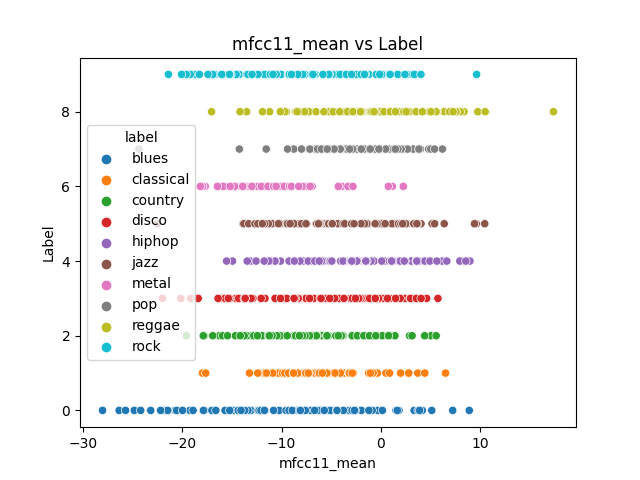 mfcc11_mean vs Label
8
6
4
2
0
Label
label
blues
classical
country
disco
hiphop
jazz
metal
pop
reggae
rock
−30 −20 −10 0 10
mfcc11_mean